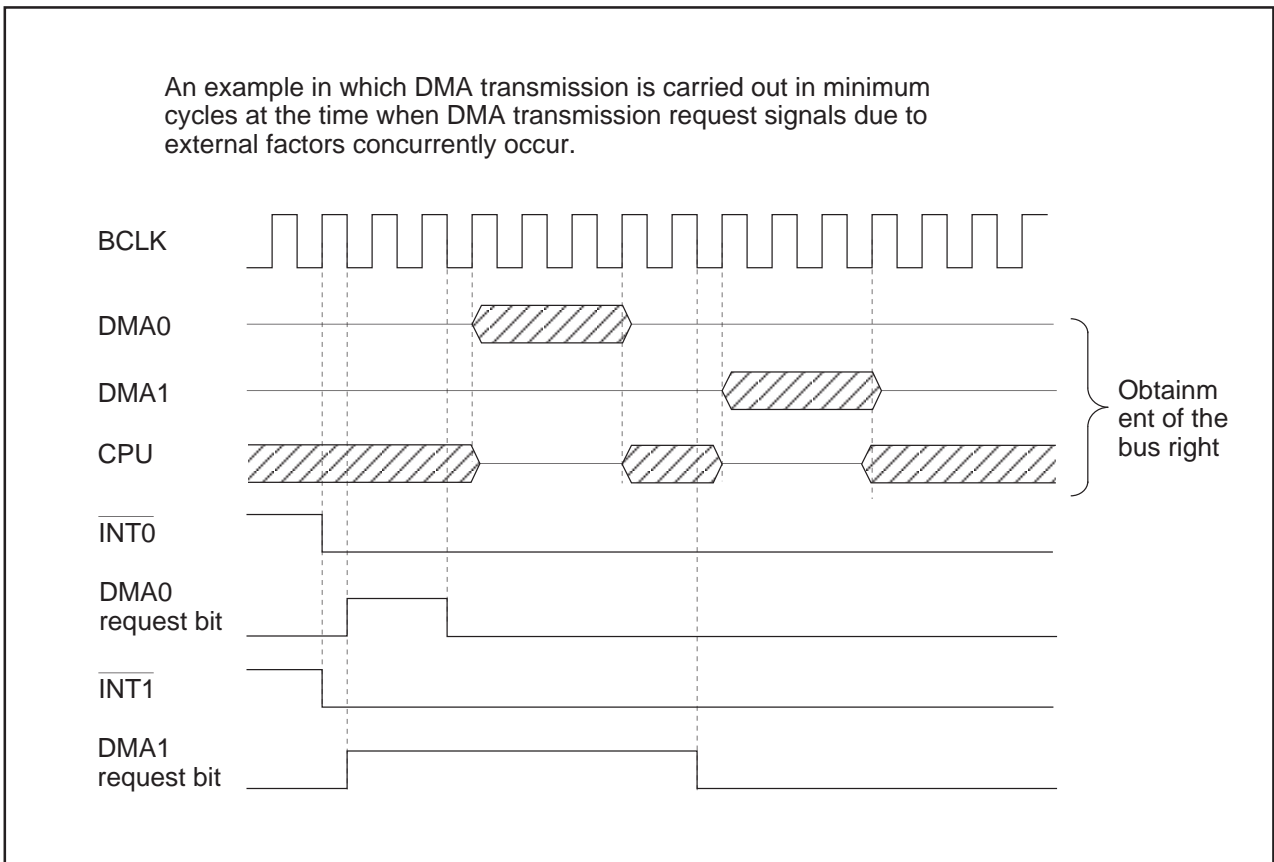 An example in which DMA transmission is carried out in minimum
cycles at the time when DMA transmission request signals due to
external factors concurrently occur.
BCLK
DMA0
DMA1
CPU
Obtainm
ent of the
bus right
INT0
DMA0
request bit
INT1
DMA1
request bit